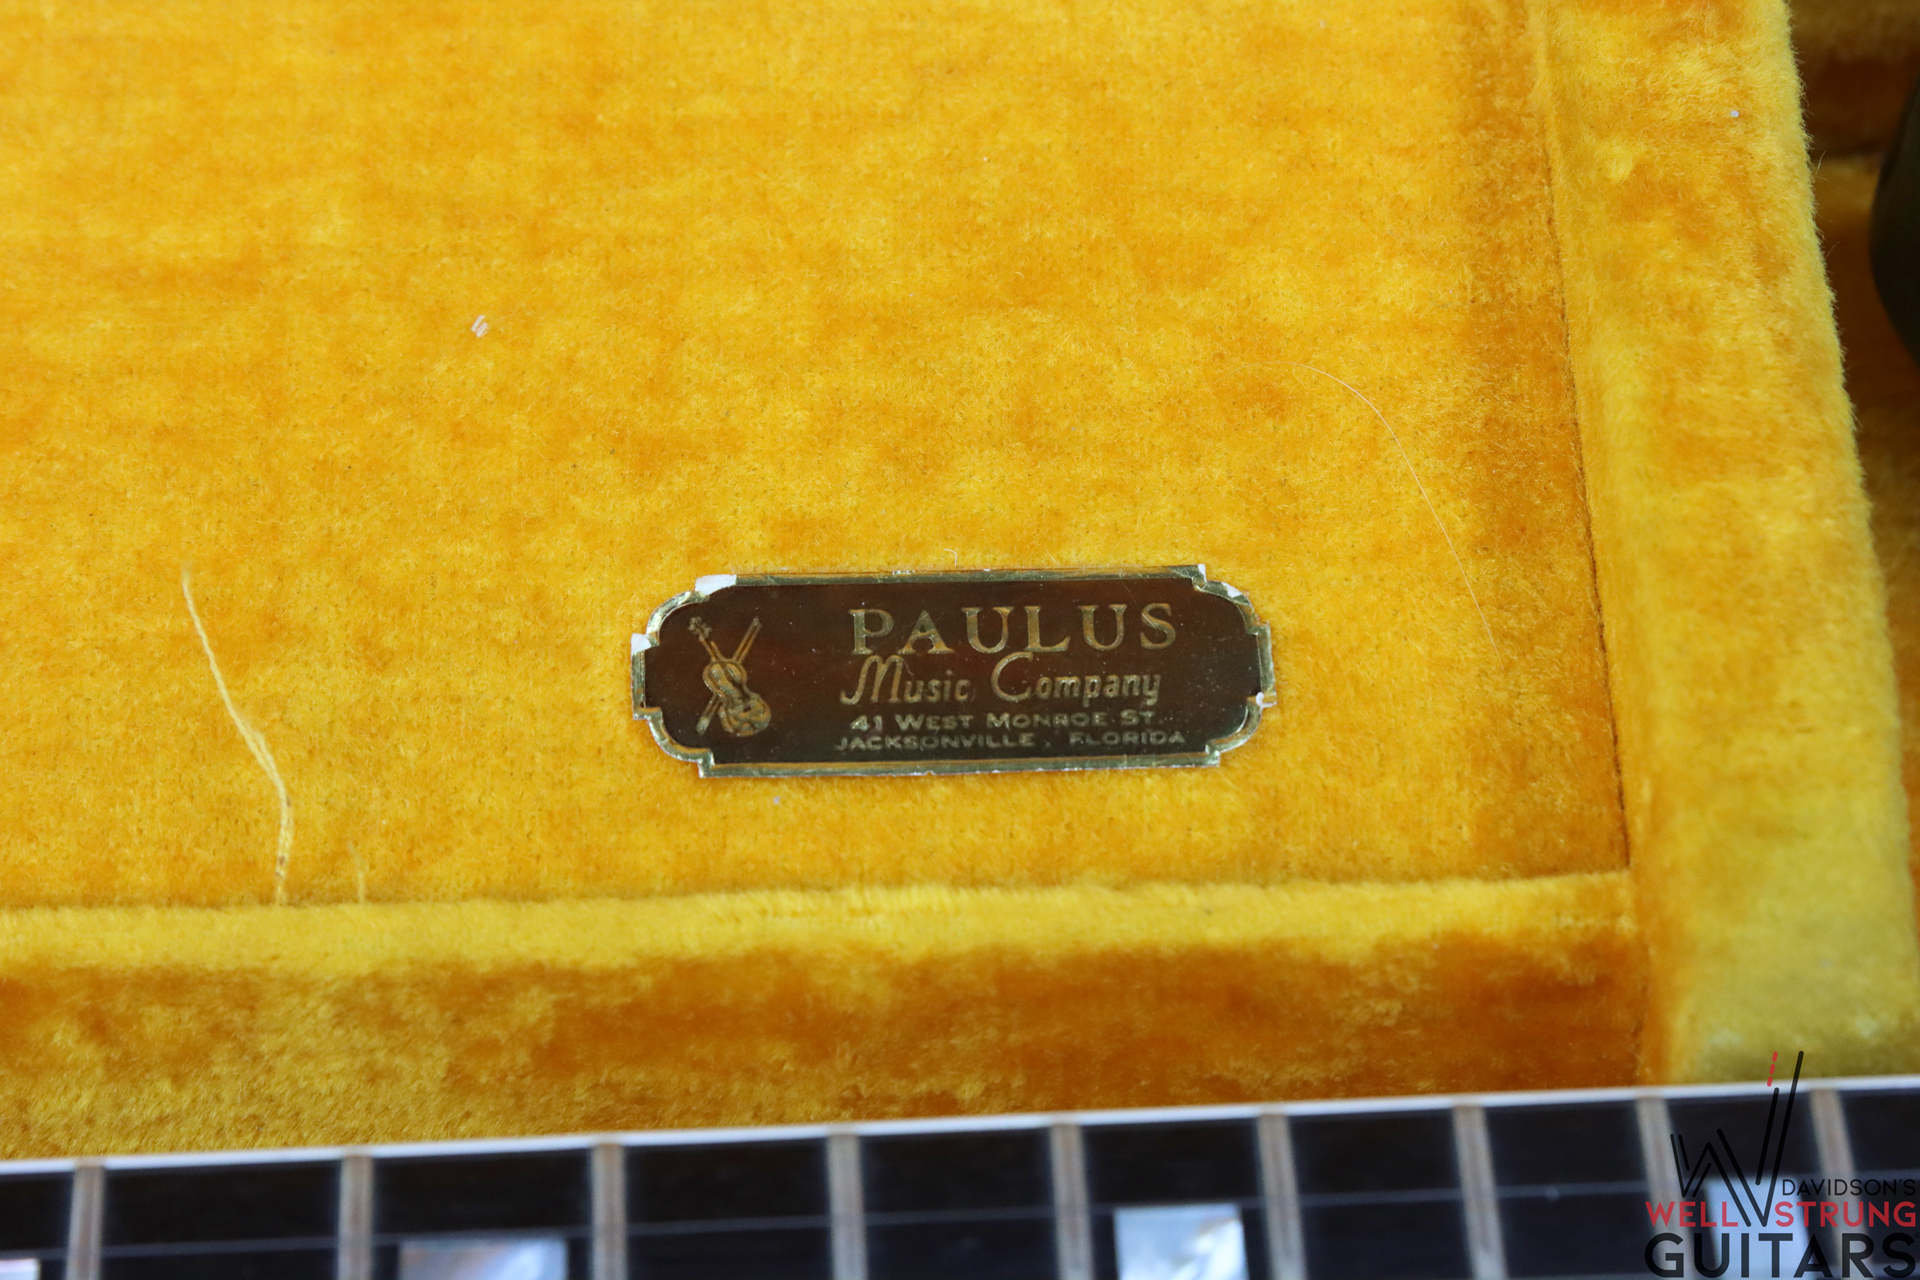 PAULUS
Music Company
41 WEST MONROE ST.
JACKSONVILLE, FLORIDA
DAVIDSON'S
WELL STRUNG
GUITARS